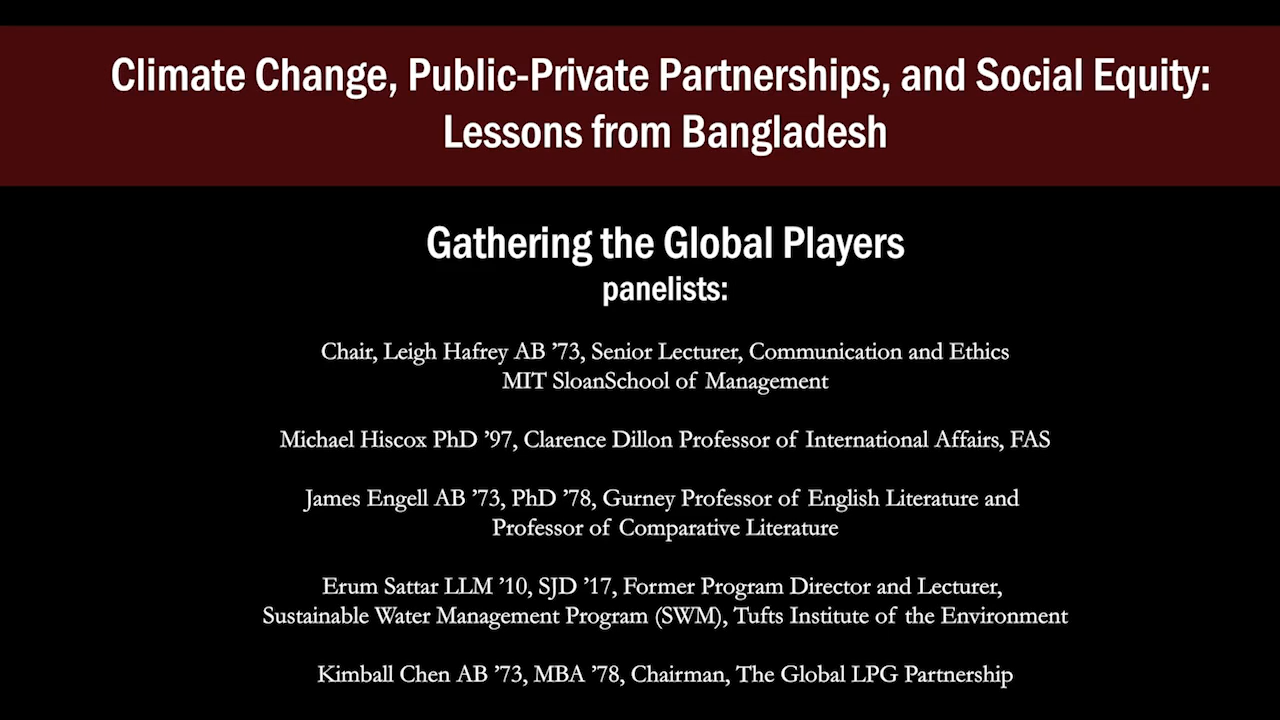 Climate Change, Public-Private Partnerships, and Social Equity:
Lessons from Bangladesh
Gathering the Global Players
panelists:
Chair, Leigh Hafrey AB ’73, Senior Lecturer, Communication and Ethics
MIT SloanSchool of Management
Michael Hiscox PhD ’97, Clarence Dillon Professor of International Affairs, FAS
James Engell AB ’73, PhD ’78, Gurney Professor of English Literature and
Professor of Comparative Literature
Erum Sattar LLM ’10, SJD ’17, Former Program Director and Lecturer,
Sustainable Water Management Program (SWM), Tufts Institute of the Environment
Kimball Chen AB ’73, MBA ’78, Chairman, The Global LPG Partnership